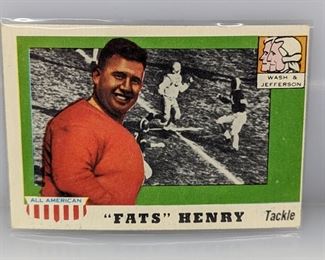 WASH &
JEFFERSON
ALL AMERICAN
"FATS" HENRY
Tackle